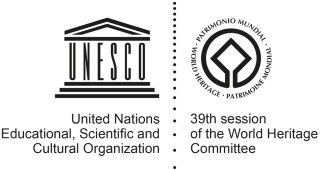 UNESCO
United Nations
Educational, Scientific and
Cultural Organization
PATRIMONIO MUNDIAL
WORLD HERITAGE
PATRIMOINE MONDIAL
39th session
of the World Heritage
Committee